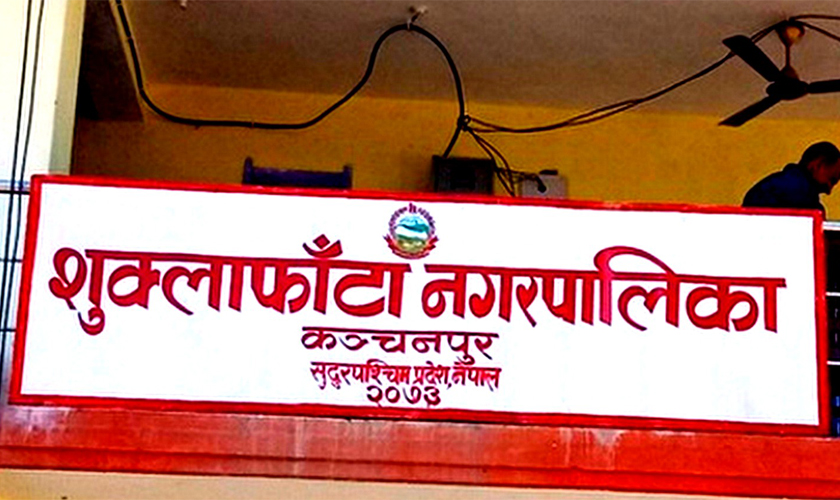 शुक्लाफाँटा नगरपालिका
कञ्चनपुर
सुदुरपश्चिम प्रदेश, नेपाल
२०७३